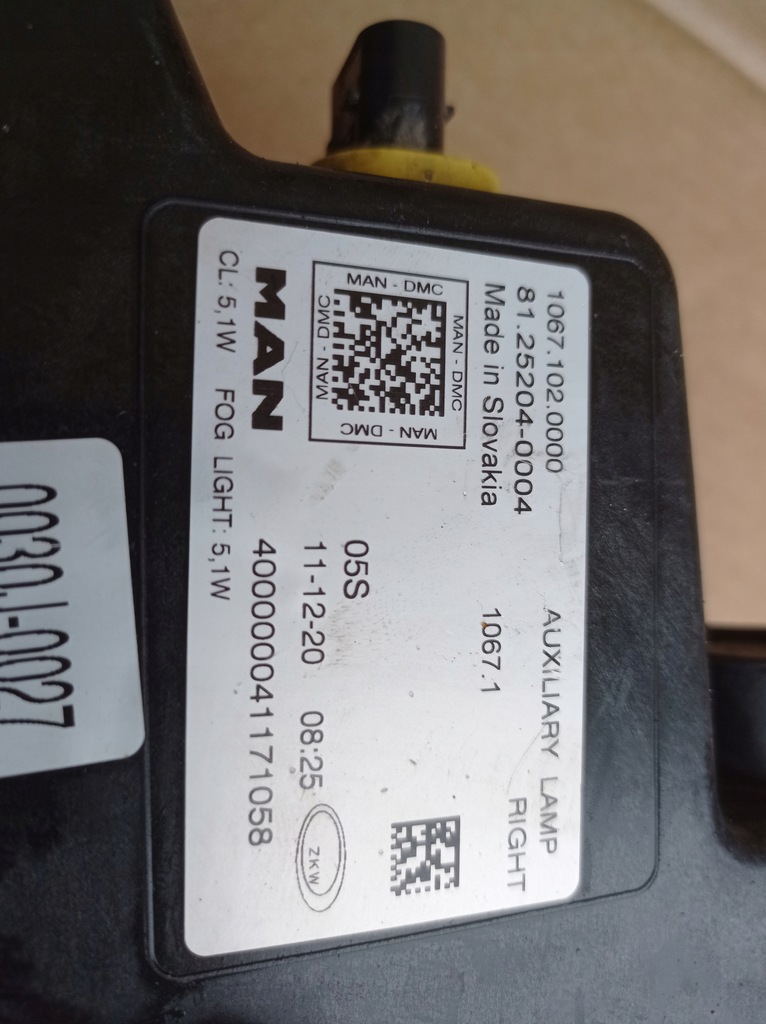 1067.102.0000
AUXILIARY LAMP
81.25204-0004
RIGHT
Made in Slovakia
1067.1
MAN - DMC
MAN - DMC
MAN - DMC
MAN - DMC
05S
11-12-20 08:25
MAN
400000041171058
ZKW
CL: 5,1W FOG LIGHT: 5,1W
0030J-0027